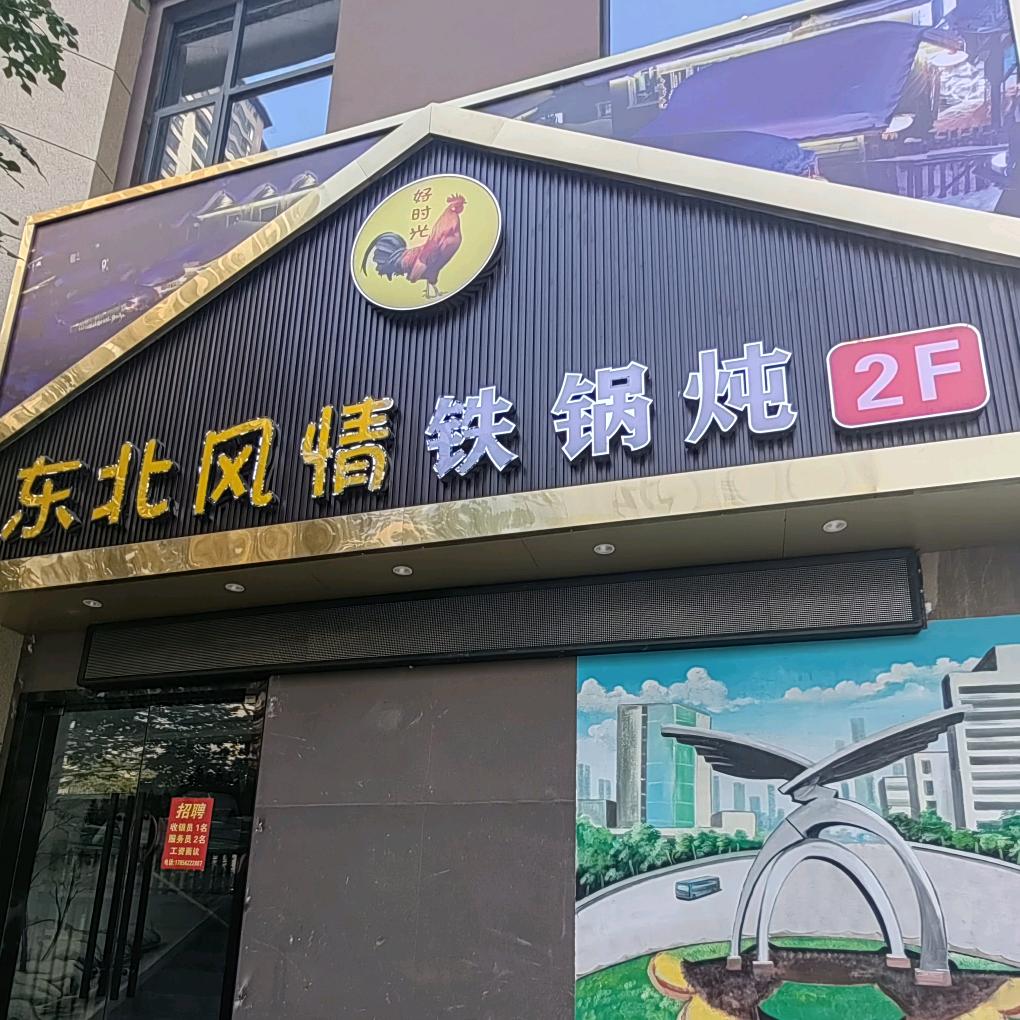 好时光
东北风情铁锅炖 2F
招聘
收银员 1名
服务员 2名
工资面议